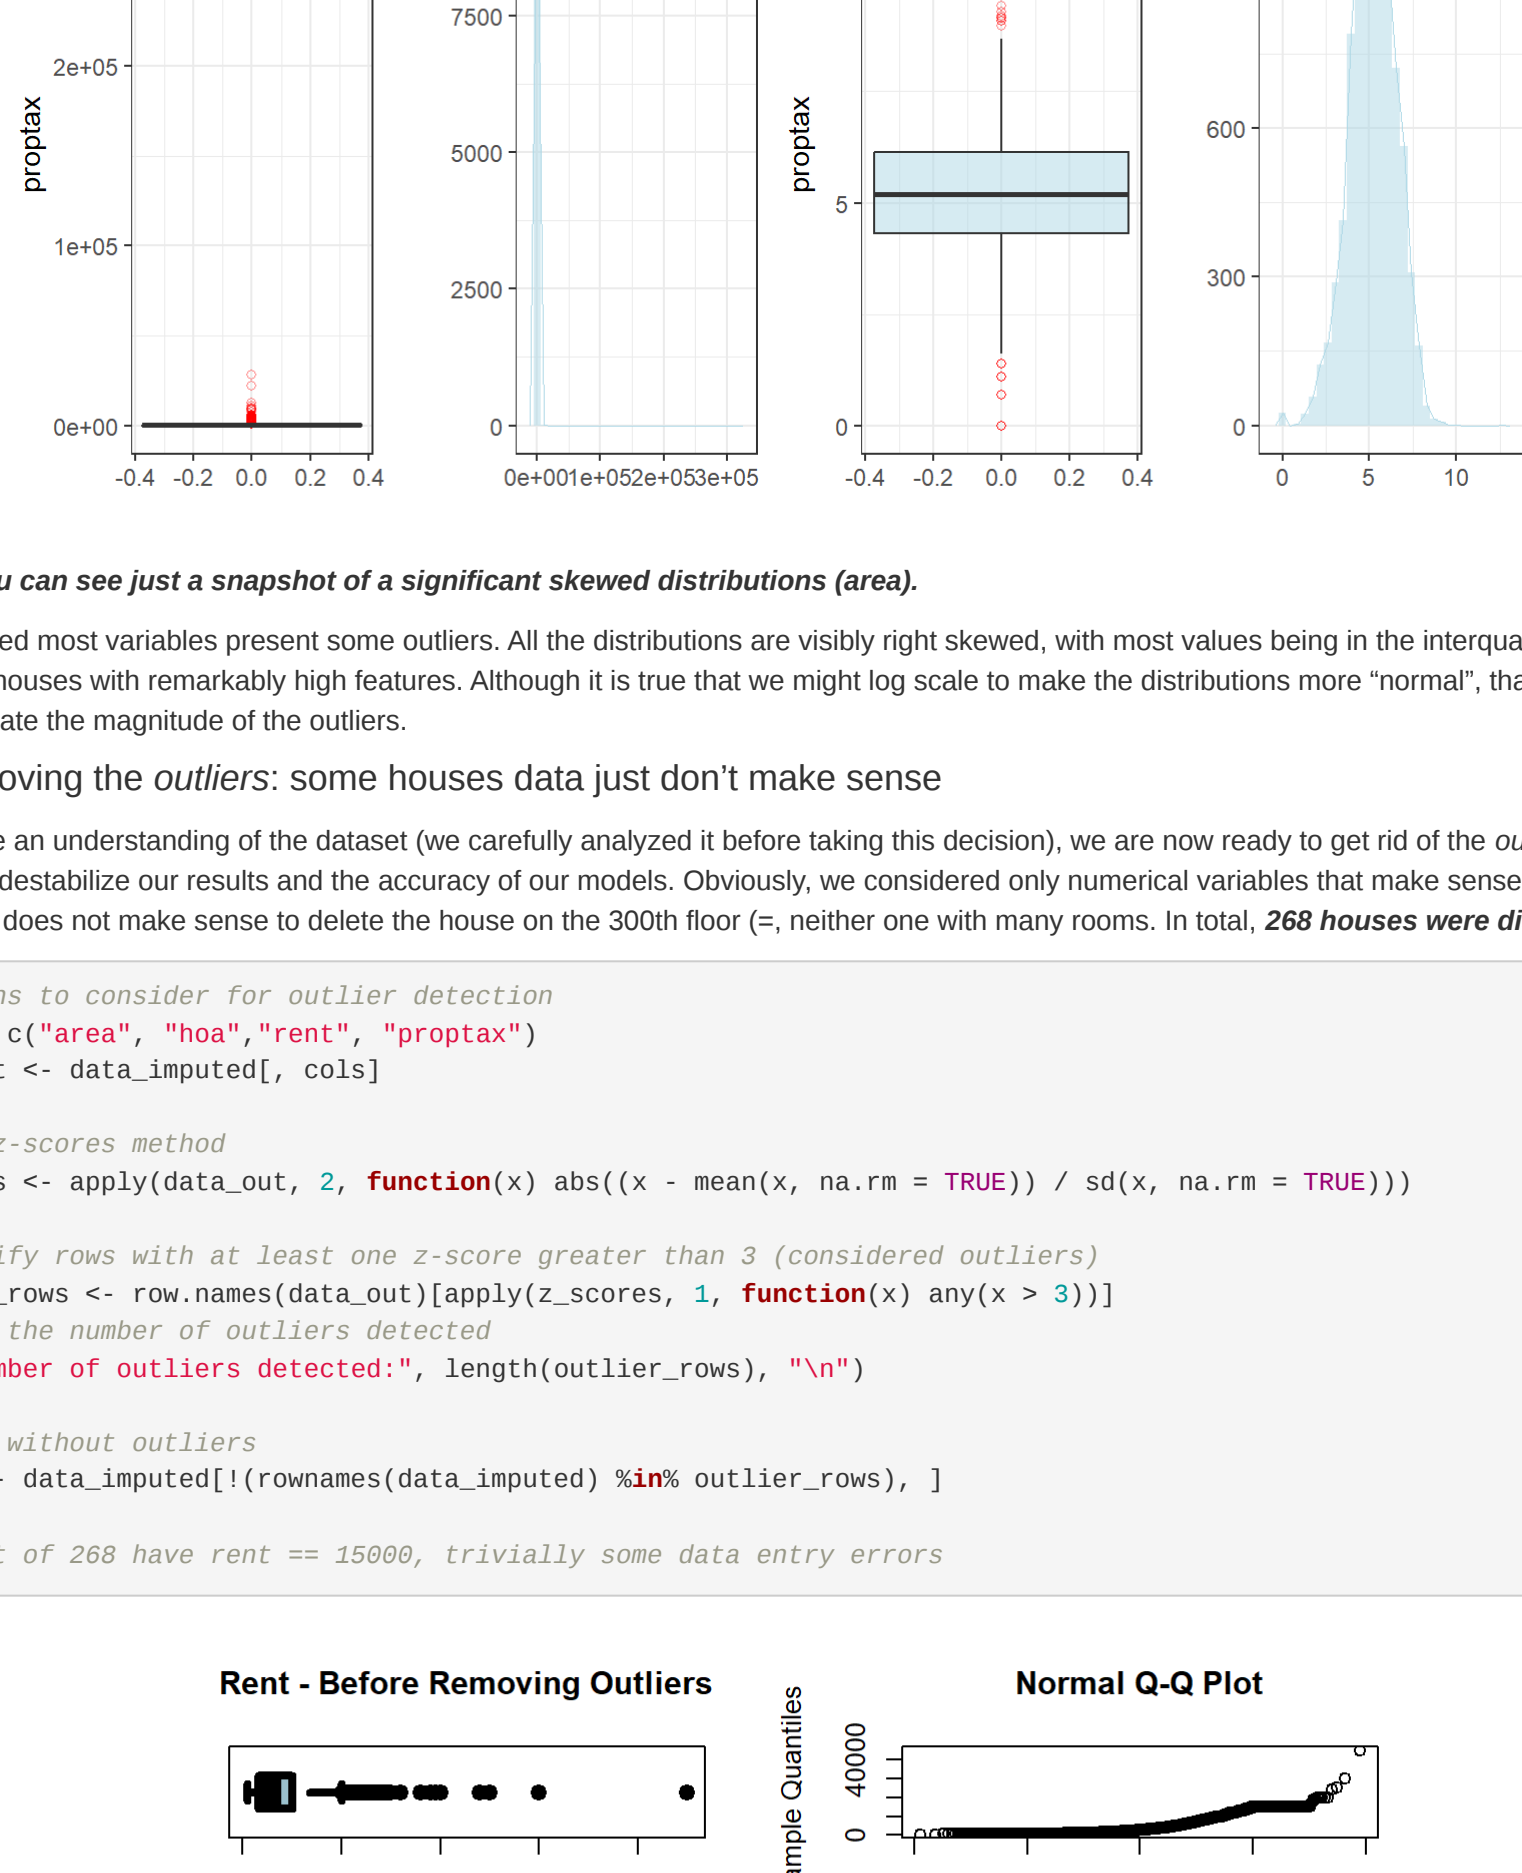 7500
2e+05
600
proptax
5000
proptax
5
1e+05
2500
300
0e+00
0
0
0
-0.4 -0.2 0.0 0.2 0.4
0e+001e+052e+053e+05
-0.4 -0.2 0.0 0.2 0.4
0 5 10
u can see just a snapshot of a significant skewed distributions (area).
ed most variables present some outliers. All the distributions are visibly right skewed, with most values being in the interqua
houses with remarkably high features. Although it is true that we might log scale to make the distributions more “normal”, tha
ate the magnitude of the outliers.
oving the outliers: some houses data just don’t make sense
e an understanding of the dataset (we carefully analyzed it before taking this decision), we are now ready to get rid of the ou
destabilize our results and the accuracy of our models. Obviously, we considered only numerical variables that make sense
does not make sense to delete the house on the 300th floor (=, neither one with many rooms. In total, 268 houses were di
ns to consider for outlier detection
c("area", "hoa","rent", "proptax")
t <- data_imputed[, cols]
z-scores method
s <- apply(data_out, 2, function(x) abs((x - mean(x, na.rm = TRUE)) / sd(x, na.rm = TRUE)))
ify rows with at least one z-score greater than 3 (considered outliers)
_rows <- row.names(data_out)[apply(z_scores, 1, function(x) any(x > 3))]
the number of outliers detected
mber of outliers detected:", length(outlier_rows), "\n")
without outliers
- data_imputed[!(rownames(data_imputed) %in% outlier_rows), ]
t of 268 have rent == 15000, trivially some data entry errors
Rent - Before Removing Outliers
Normal Q-Q Plot
ample Quantiles
0 40000